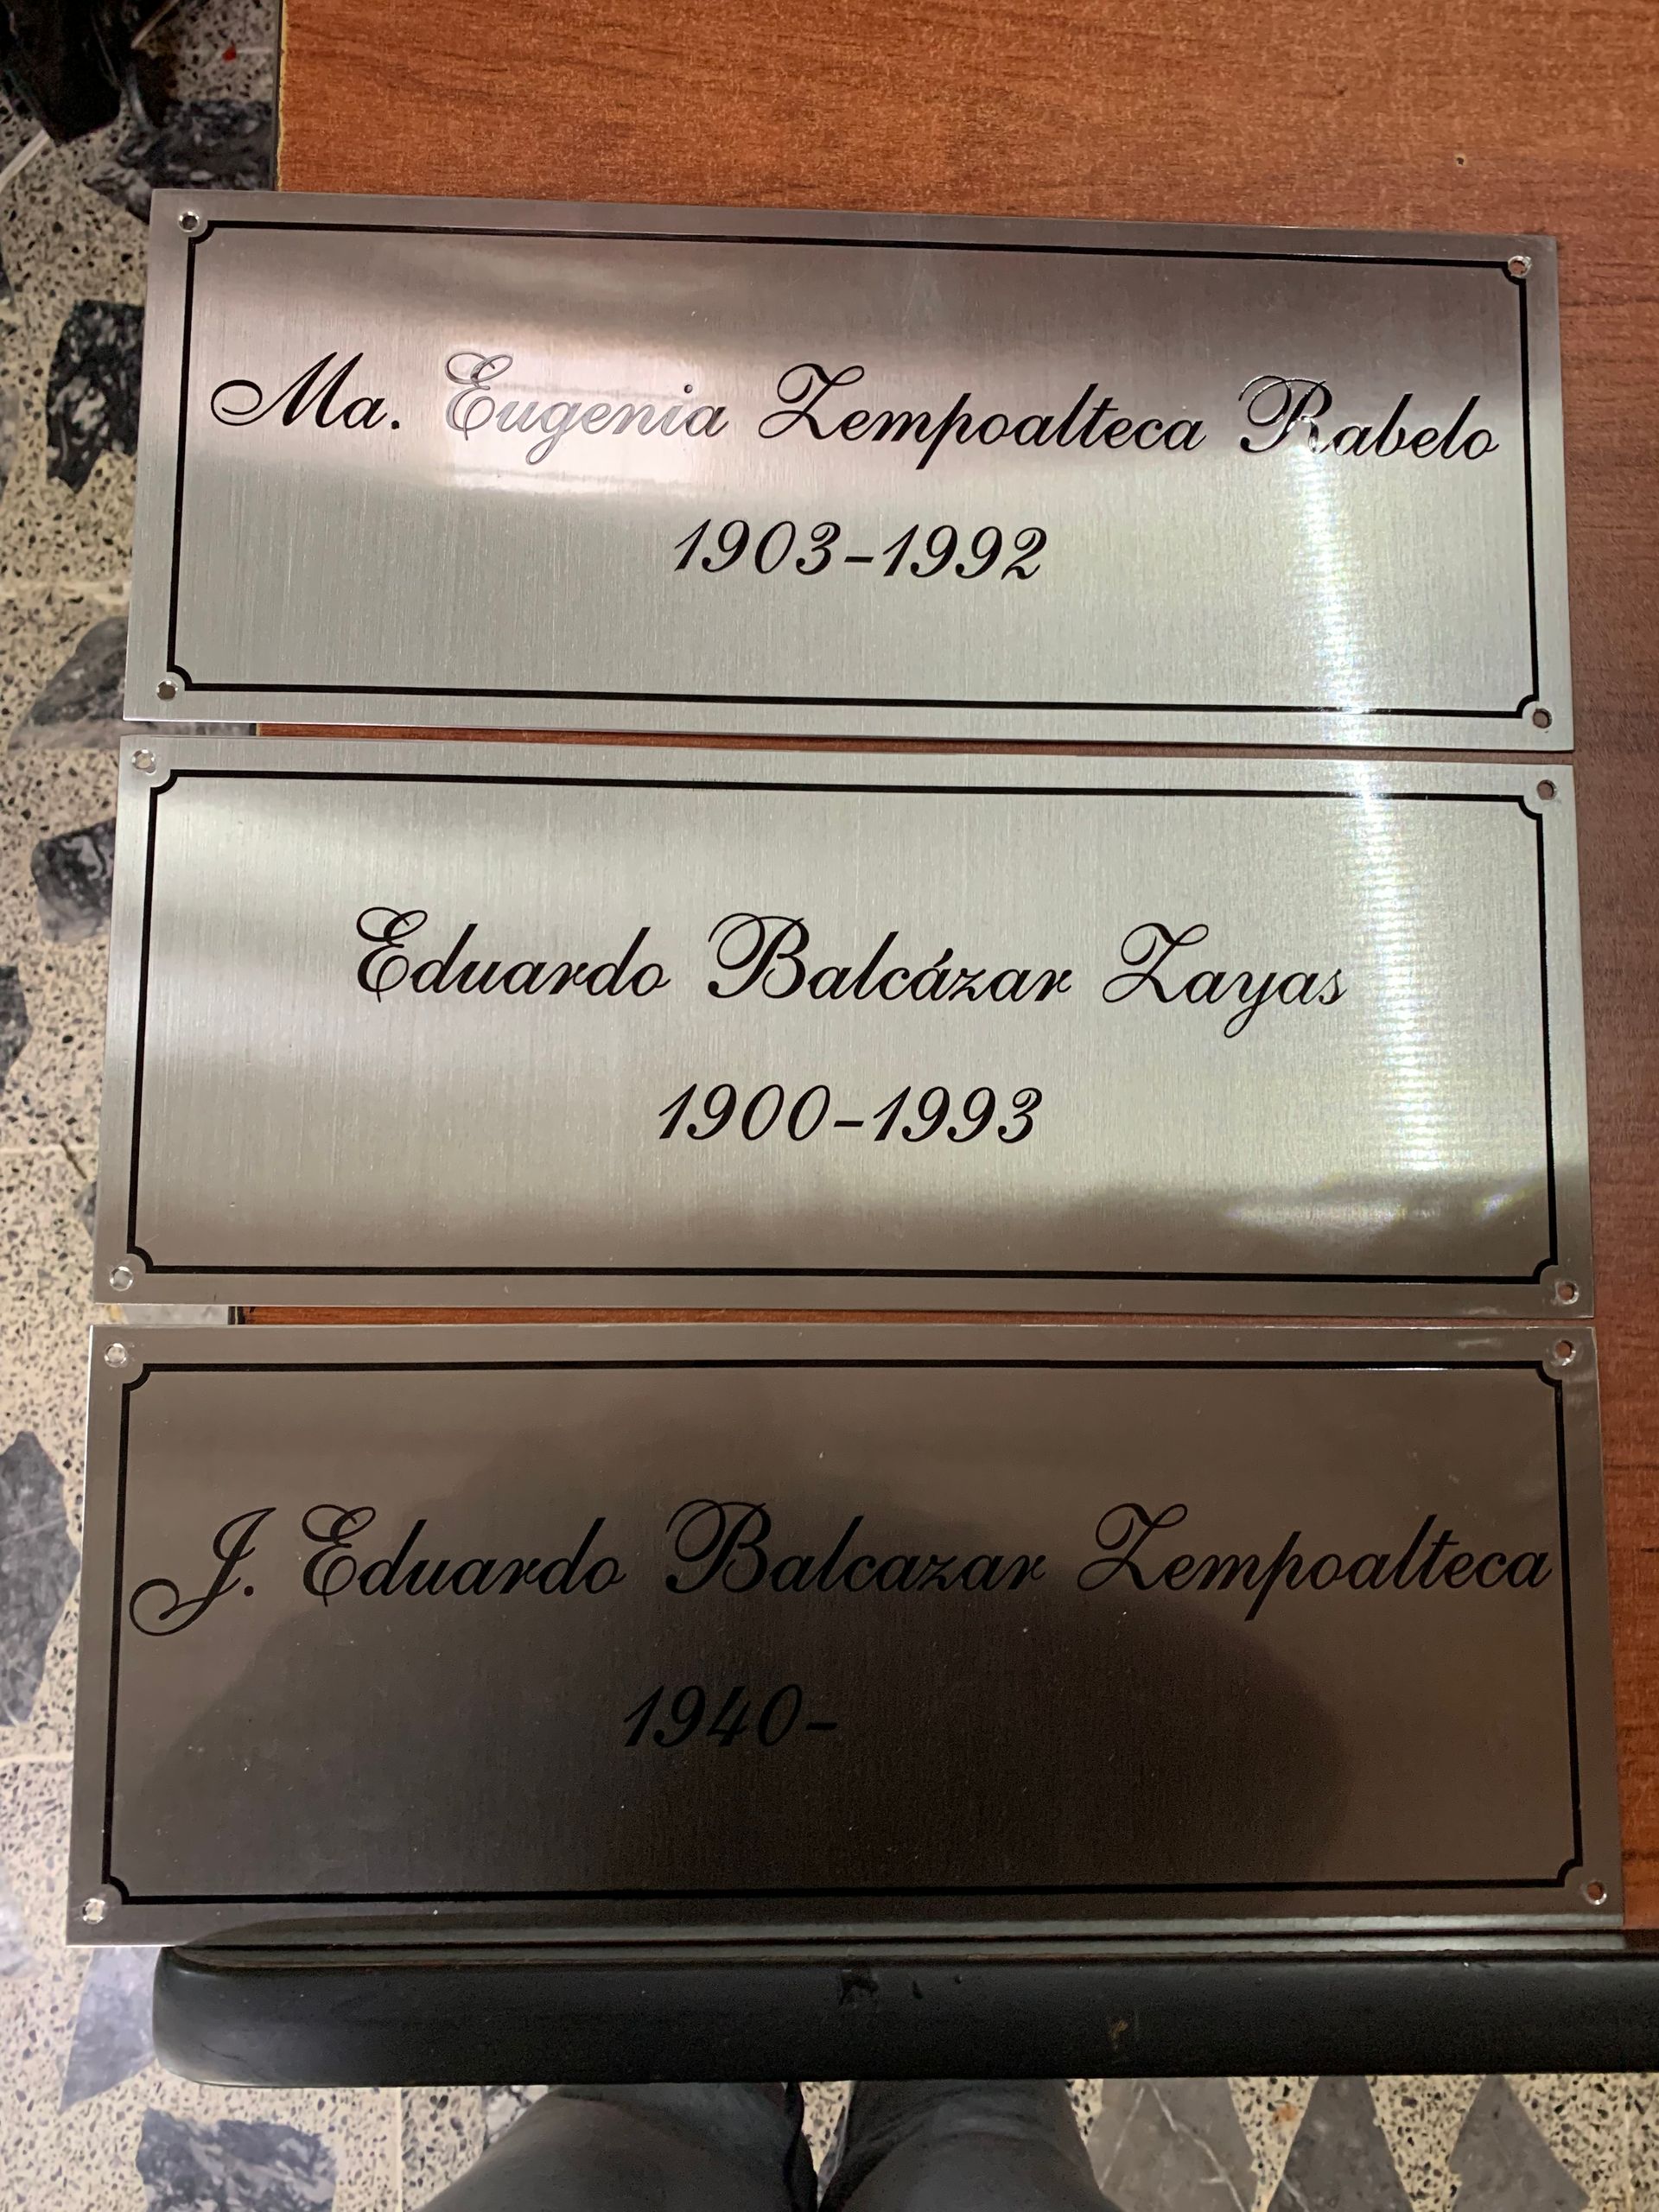 Ma. Eugenia Zempoalteca Rabelo
1903-1992
Eduardo Balcázar Zayas
1900-1993
J. Eduardo Balcazar Zempoalteca
1940-